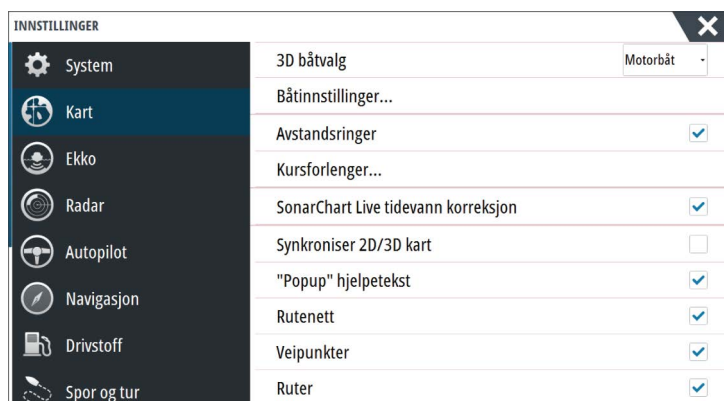 INNSTILLINGER
System
Kart
Ekko
Radar
Autopilot
Navigasjon
Drivstoff
Spor og tur
3D båtvalg
Motorbåt
Båtinnstillinger...
Avstandsringer
Kursforlenger...
SonarChart Live tidevann korreksjon
Synkroniser 2D/3D kart
"Popup" hjelpetekst
Rutenett
Veipunkter
Ruter